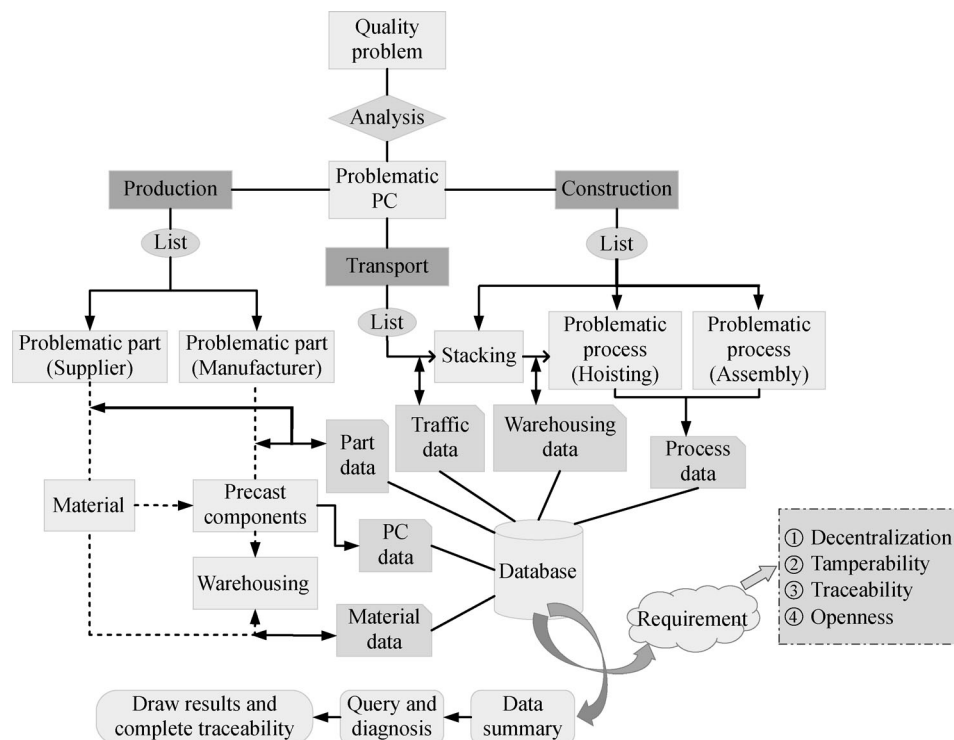 Quality
problem
Analysis
Production
Problematic
PC
Construction
List
Transport
List
List
Problematic part
(Supplier)
Problematic part
(Manufacturer)
Stacking
Problematic
process
(Hoisting)
Problematic
process
(Assembly)
Part
data
Traffic
data
Warehousing
data
Process
data
Material
Precast
components
PC
data
Database
Warehousing
Material
data
Requirement
① Decentralization
② Tamperability
③ Traceability
④ Openness
Draw results and
complete traceability
Query and
diagnosis
Data
summary